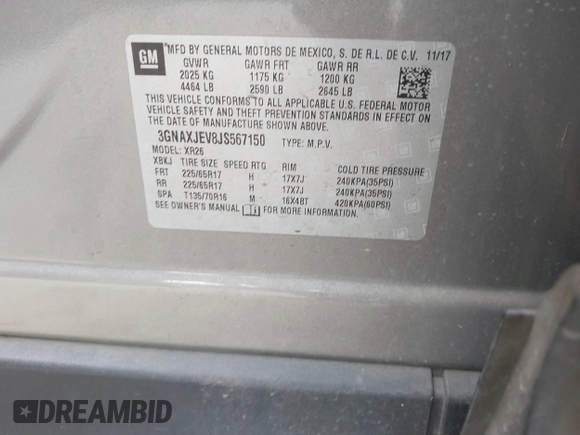 GM
MFD BY GENERAL MOTORS DE MEXICO, S. DE R.L. DE C.V. 11/17
GVWR GAWR FRT GAWR RR
2025 KG 1175 KG 1200 KG
4464 LB 2590 LB 2645 LB
THIS VEHICLE CONFORMS TO ALL APPLICABLE U.S. FEDERAL MOTOR
VEHICLE SAFETY AND THEFT PREVENTION STANDARDS IN EFFECT ON
THE DATE OF MANUFACTURE SHOWN ABOVE.
3GNAXJEV8JS567150 TYPE: M.P.V.
MODEL: XR26
XBKJ TIRE SIZE SPEED RTG RIM COLD TIRE PRESSURE
FRT 225/65R17 H 17X7J 240KPA(35PSI)
RR 225/65R17 H 17X7J 240KPA(35PSI)
SPA T135/70R16 M 16X4BT 420KPA(60PSI)
SEE OWNER'S MANUAL FOR MORE INFORMATION.
DREAMBID